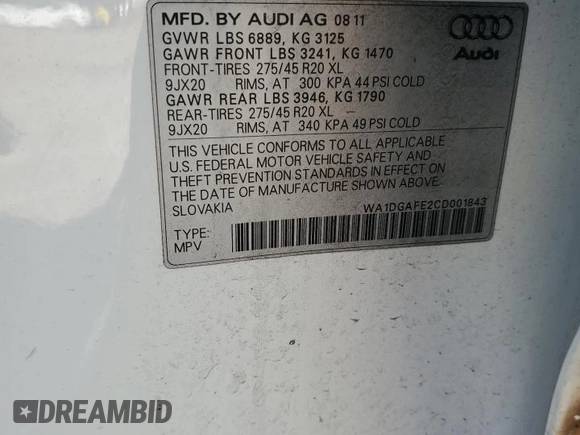 MFD. BY AUDI AG 08 11
GVWR LBS 6889, KG 3125
GAWR FRONT LBS 3241, KG 1470
FRONT-TIRES 275/45 R20 XL
9JX20 RIMS, AT 300 KPA 44 PSI COLD
GAWR REAR LBS 3946, KG 1790
REAR-TIRES 275/45 R20 XL
9JX20 RIMS, AT 340 KPA 49 PSI COLD
Audi
THIS VEHICLE CONFORMS TO ALL APPLICABLE
U.S. FEDERAL MOTOR VEHICLE SAFETY AND
THEFT PREVENTION STANDARDS IN EFFECT ON
THE DATE OF MANUFACTURE SHOWN ABOVE.
SLOVAKIA
WA1DGAFE2CD001843
TYPE:
MPV
DREAMBID